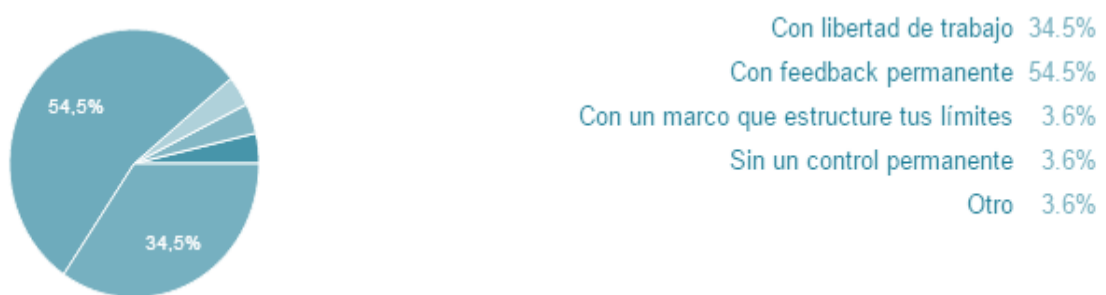 54,5%
34,5%
Con libertad de trabajo 34.5%
Con feedback permanente 54.5%
Con un marco que estructure tus límites 3.6%
Sin un control permanente 3.6%
Otro 3.6%